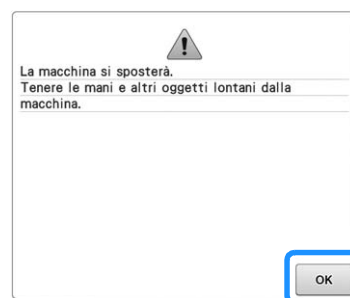 La macchina si sposterà.
Tenere le mani e altri oggetti lontani dalla
macchina.
OK